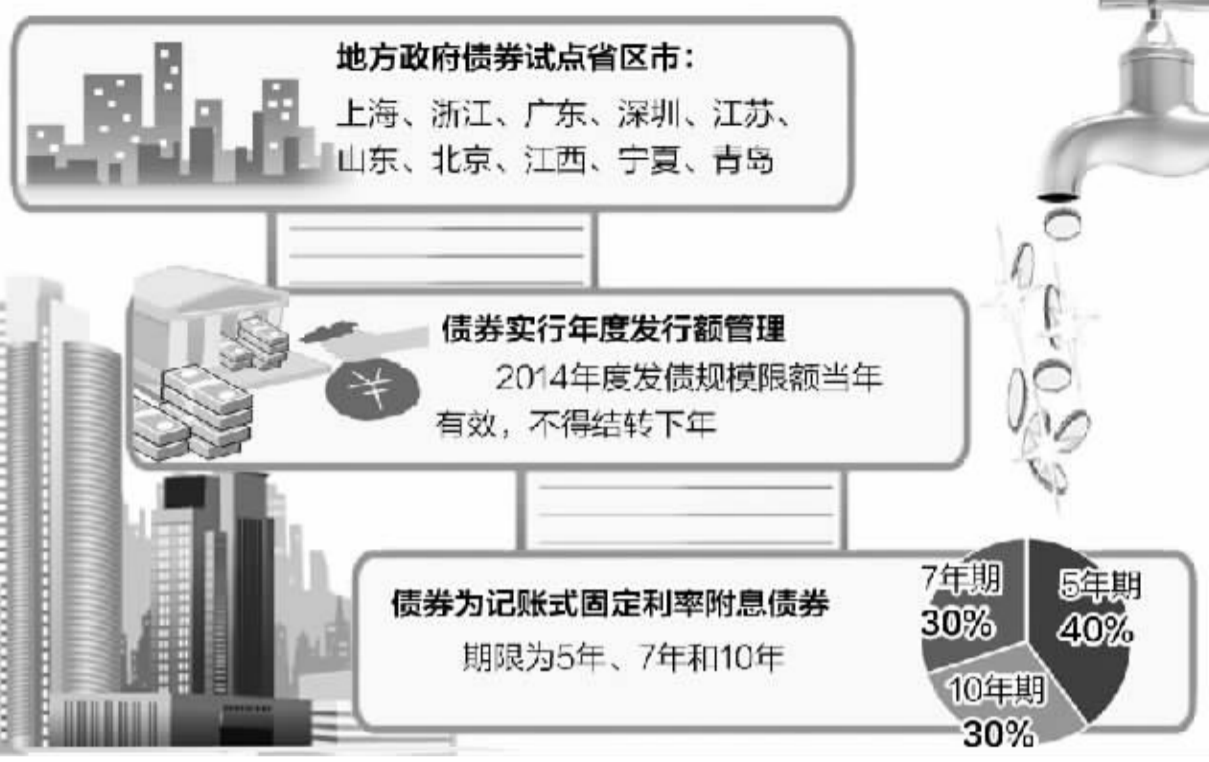 地方政府债券试点省区市：
上海、浙江、广东、深圳、江苏、
山东、北京、江西、宁夏、青岛
债券实行年度发行额管理
2014年度发债规模限额当年
有效，不得结转下年
债券为记账式固定利率附息债券
期限为5年、7年和10年
7年期
30%
5年期
40%
10年期
30%